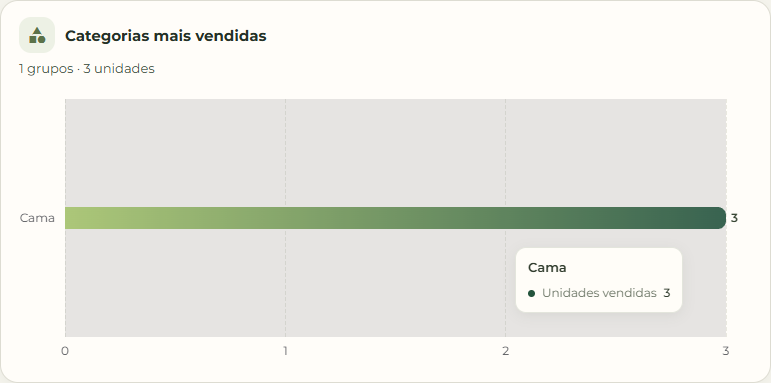 Categorias mais vendidas
1 grupos · 3 unidades
Cama 3
Cama
Unidades vendidas 3
0 1 2 3